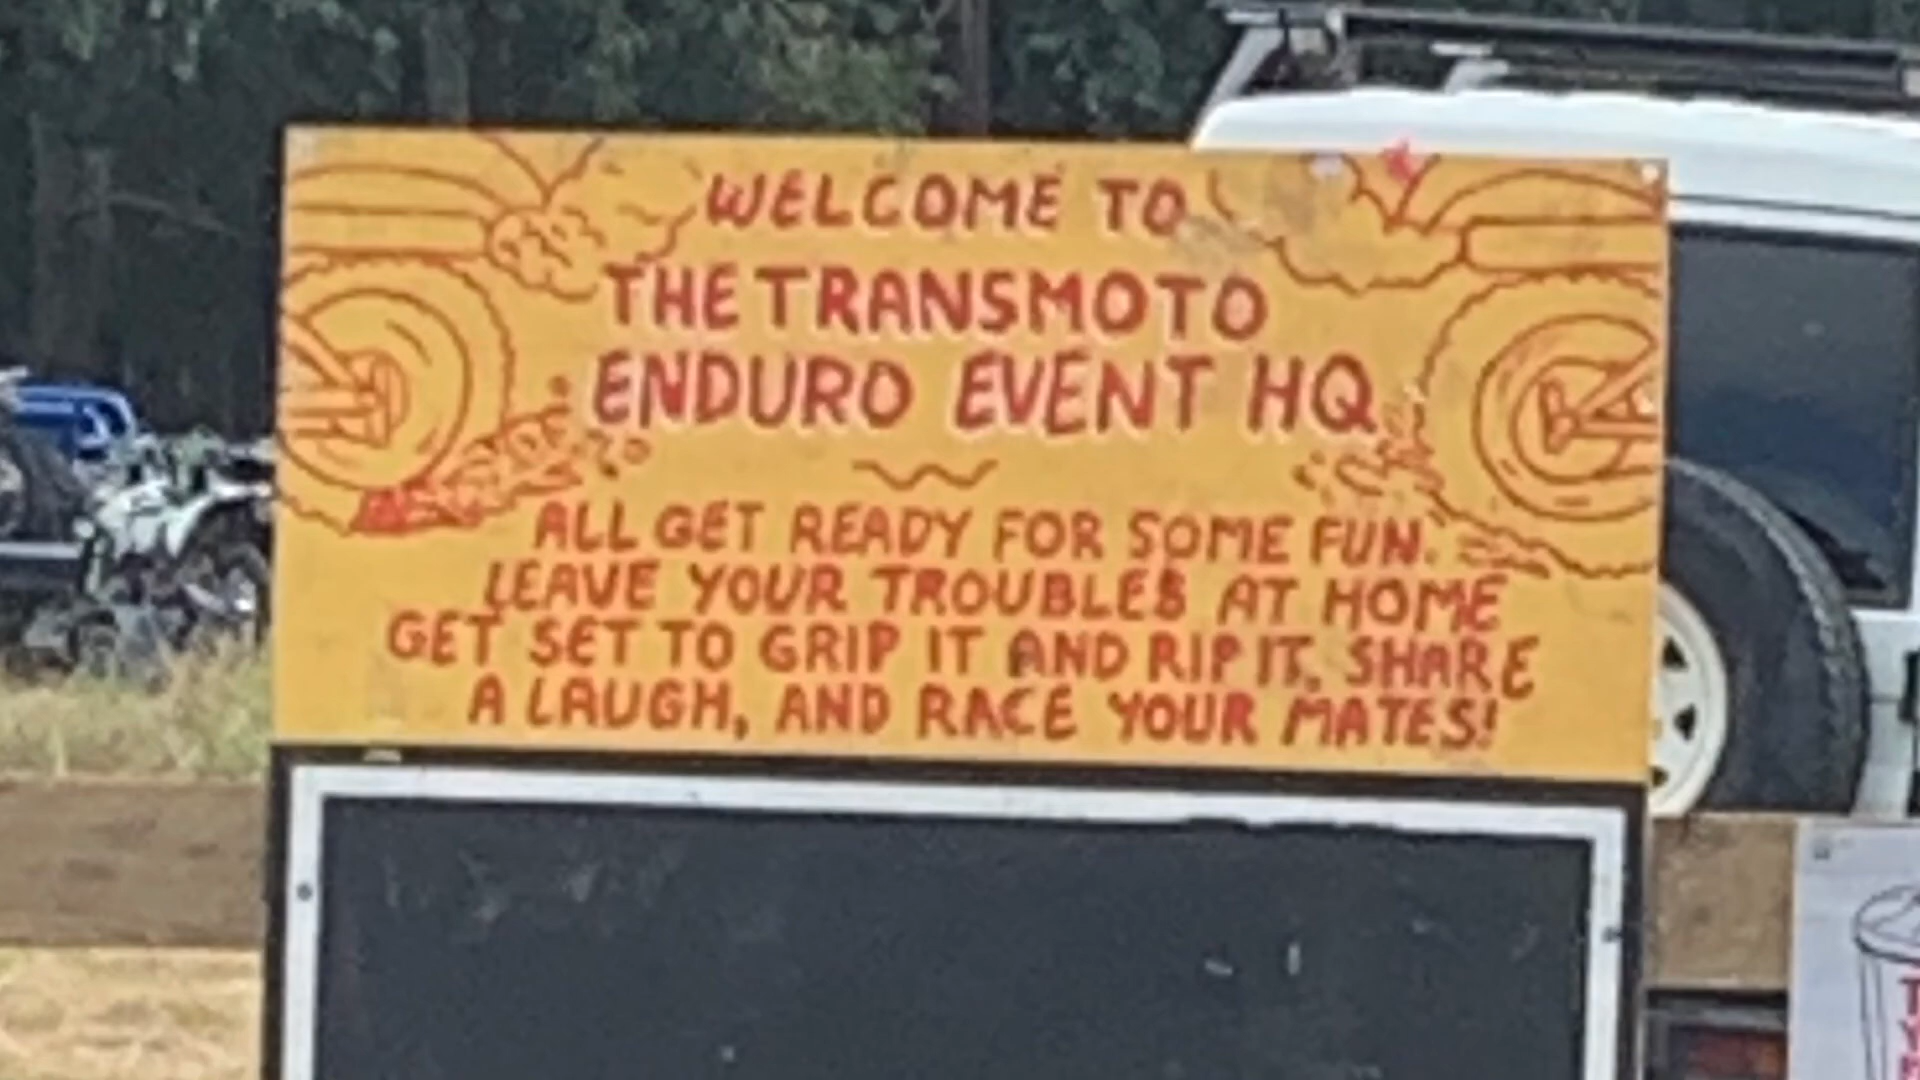 WELCOME TO
THE TRANSMOTO
ENDURO EVENT HQ
ALL GET READY FOR SOME FUN.
LEAVE YOUR TROUBLES AT HOME
GET SET TO GRIP IT AND RIP IT, SHARE
A LAUGH, AND RACE YOUR MATES!